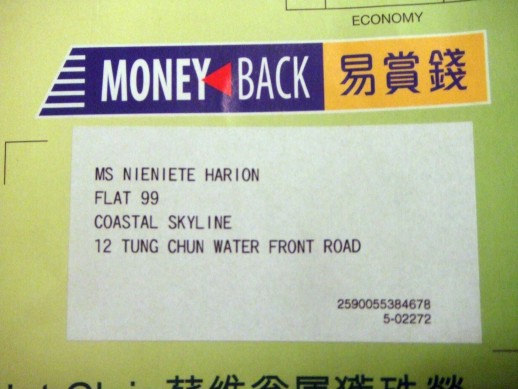 ECONOMY
MONEY BACK 易賞錢
MS NIENIETE HARION
FLAT 99
COASTAL SKYLINE
12 TUNG CHUN WATER FRONT ROAD
2590055384678
5-02272